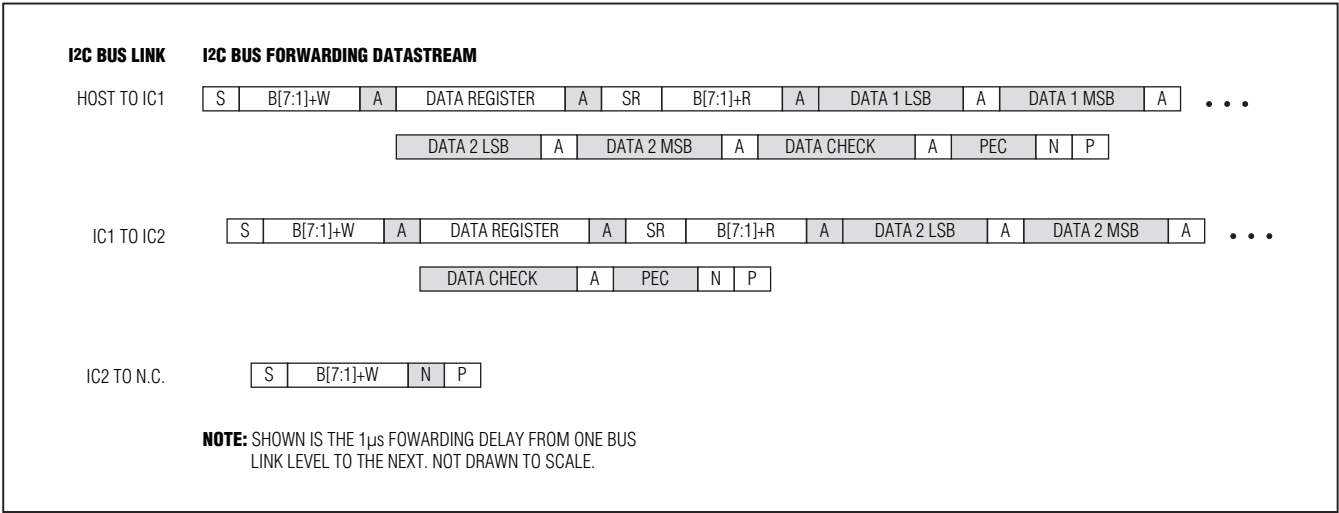 I2C BUS LINK I2C BUS FORWARDING DATASTREAM
HOST TO IC1 S B[7:1]+W A DATA REGISTER A SR B[7:1]+R A DATA 1 LSB A DATA 1 MSB A • • •
DATA 2 LSB A DATA 2 MSB A DATA CHECK A PEC N P
IC1 TO IC2 S B[7:1]+W A DATA REGISTER A SR B[7:1]+R A DATA 2 LSB A DATA 2 MSB A • • •
DATA CHECK A PEC N P
IC2 TO N.C. S B[7:1]+W N P
NOTE: SHOWN IS THE 1µs FOWARDING DELAY FROM ONE BUS
LINK LEVEL TO THE NEXT. NOT DRAWN TO SCALE.